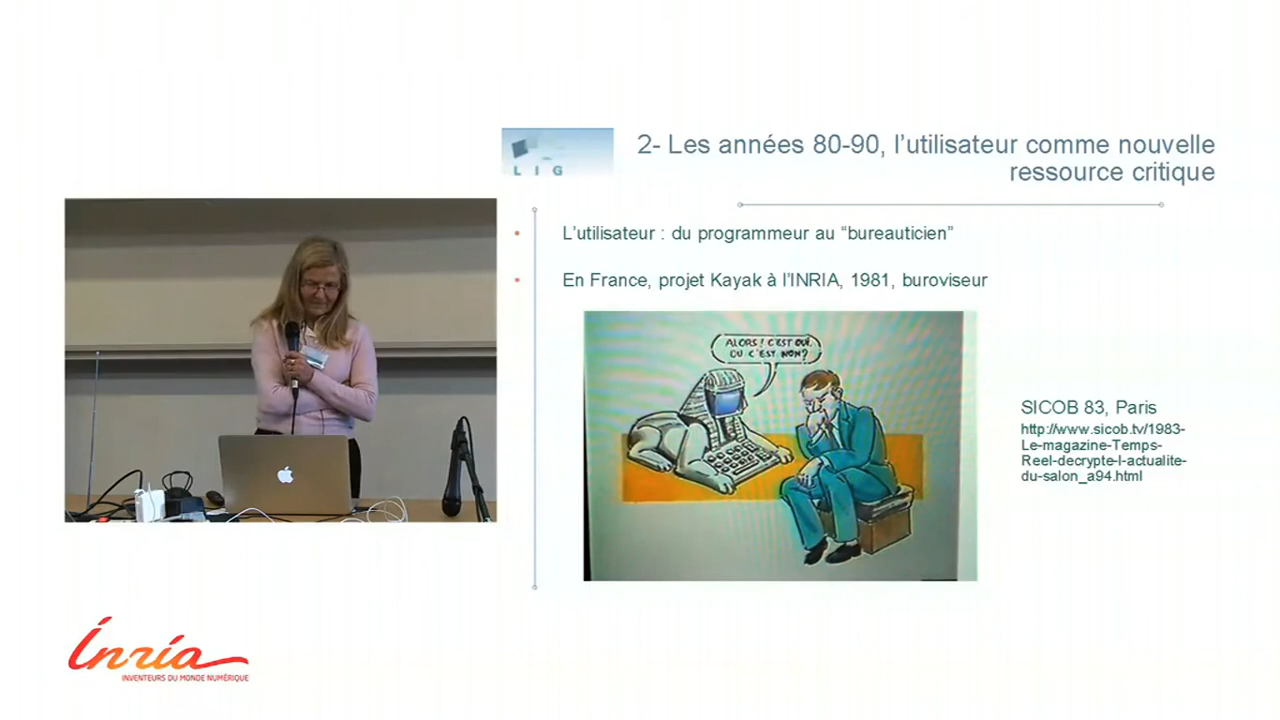 2- Les années 80-90, l’utilisateur comme nouvelle
ressource critique
L I G
L’utilisateur : du programmeur au “bureauticien”
En France, projet Kayak à l’INRIA, 1981, buroviseur
ALORS ! C'EST OUI,
OU C'EST NON?
SICOB 83, Paris
http://www.sicob.tv/1983-
Le-magazine-Temps-
Reel-decrypte-l-actualite-
du-salon_a94.html
Inria
INVENTEURS DU MONDE NUMÉRIQUE